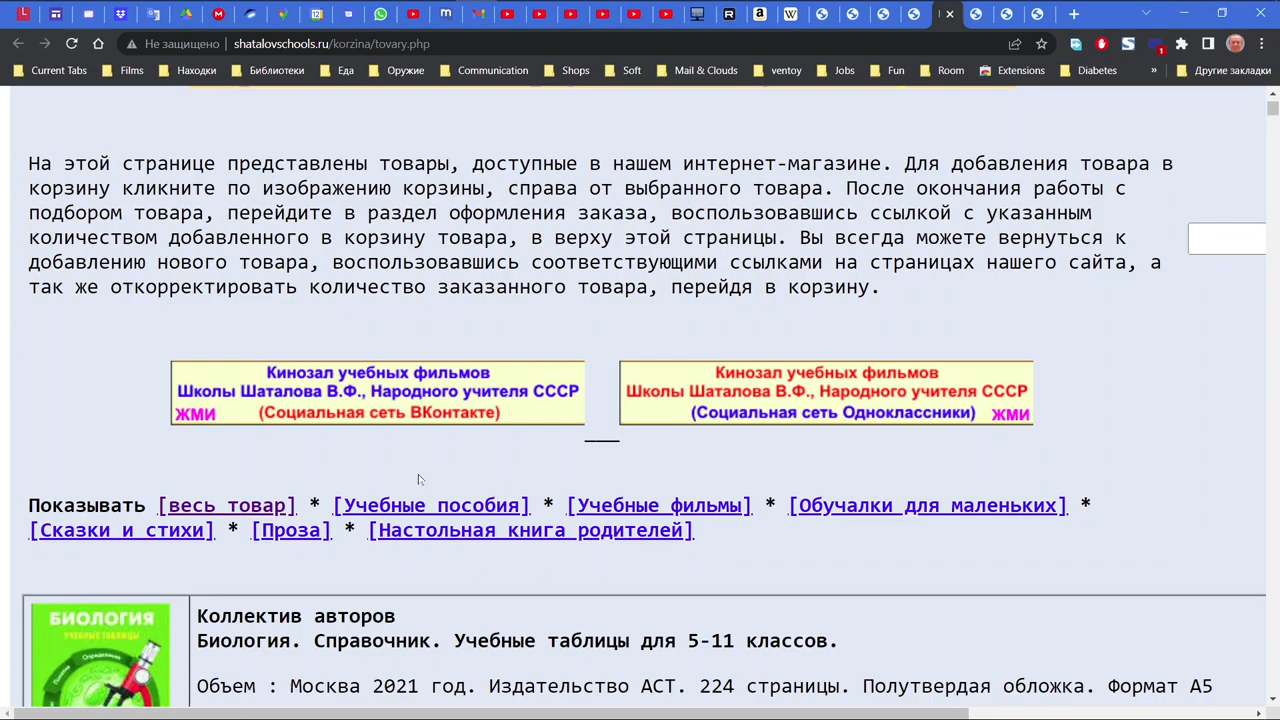 Не защищено
shatalovschools.ru/korzina/tovary.php
Current Tabs
Films
Находки
Библиотеки
Еда
Оружие
Communication
Shops
Soft
Mail & Clouds
ventoy
Jobs
Fun
Room
Extensions
Diabetes
»
Другие закладки
На этой странице представлены товары, доступные в нашем интернет-магазине. Для добавления товара в
корзину кликните по изображению корзины, справа от выбранного товара. После окончания работы с
подбором товара, перейдите в раздел оформления заказа, воспользовавшись ссылкой с указанным
количеством добавленного в корзину товара, в верху этой страницы. Вы всегда можете вернуться к
добавлению нового товара, воспользовавшись соответствующими ссылками на страницах нашего сайта, а
так же откорректировать количество заказанного товара, перейдя в корзину.
Кинозал учебных фильмов
Школы Шаталова В.Ф., Народного учителя СССР
ЖМИ (Социальная сеть ВКонтакте)
Кинозал учебных фильмов
Школы Шаталова В.Ф., Народного учителя СССР
(Социальная сеть Одноклассники) ЖМИ
Показывать [весь товар] * [Учебные пособия] * [Учебные фильмы] * [Обучалки для маленьких] *
[Сказки и стихи] * [Проза] * [Настольная книга родителей]
БИОЛОГИЯ
УЧЕБНЫЕ ТАБЛИЦЫ
Коллектив авторов
Биология. Справочник. Учебные таблицы для 5-11 классов.
Объем : Москва 2021 год. Издательство АСТ. 224 страницы. Полутвердая обложка. Формат А5